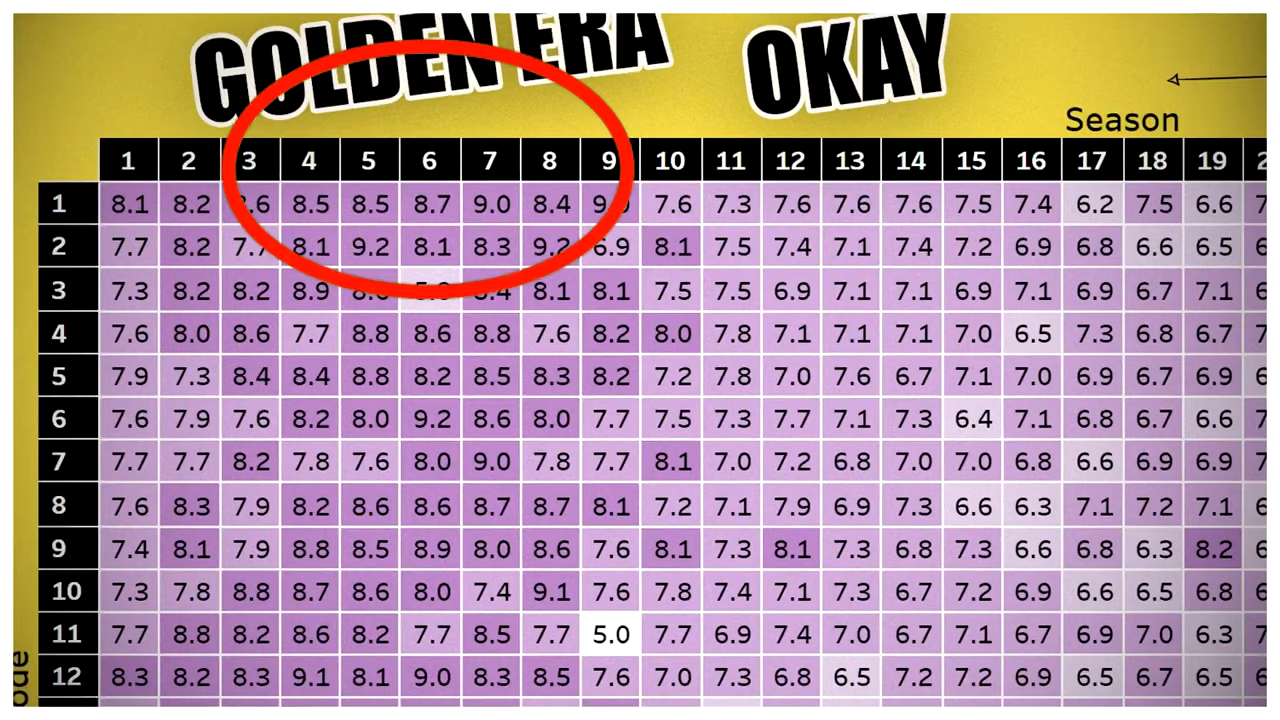 GOLDEN ERA OKAY
Season
1 2 3 4 5 6 7 8 9 10 11 12 13 14 15 16 17 18 19 2
1 8.1 8.2 8.5 8.5 8.7 9.0 8.4 7.6 7.3 7.6 7.6 7.6 7.5 7.4 6.2 7.5 6.6 7
2 7.7 8.2 7.7 8.1 9.2 8.1 8.3 9.2 6.9 8.1 7.5 7.4 7.1 7.4 7.2 6.9 6.8 6.6 6.5 6
3 7.3 8.2 8.2 8.9 8.1 8.1 7.5 7.5 6.9 7.1 7.1 6.9 7.1 6.9 6.7 7.1 6
4 7.6 8.0 8.6 7.7 8.8 8.6 8.8 7.6 8.2 8.0 7.8 7.1 7.1 7.1 7.0 6.5 7.3 6.8 6.7 7
5 7.9 7.3 8.4 8.4 8.8 8.2 8.5 8.3 8.2 7.2 7.8 7.0 7.6 6.7 7.1 7.0 6.9 6.7 6.9 6
6 7.6 7.9 7.6 8.2 8.0 9.2 8.6 8.0 7.7 7.5 7.3 7.7 7.1 7.3 6.4 7.1 6.8 6.7 6.6 7
7 7.7 7.7 8.2 7.8 7.6 8.0 9.0 7.8 7.7 8.1 7.0 7.2 6.8 7.0 7.0 6.8 6.6 6.9 6.9 7
8 7.6 8.3 7.9 8.2 8.6 8.6 8.7 8.7 8.1 7.2 7.1 7.9 6.9 7.3 6.6 6.3 7.1 7.2 7.1 6
9 7.4 8.1 7.9 8.8 8.5 8.9 8.0 8.6 7.6 8.1 7.3 8.1 7.3 6.8 7.3 6.6 6.8 6.3 8.2 6
10 7.3 7.8 8.8 8.7 8.6 8.0 7.4 9.1 7.6 7.8 7.4 7.1 7.3 6.7 7.2 6.9 6.6 6.5 6.8 6
11 7.7 8.8 8.2 8.6 8.2 7.7 8.5 7.7 5.0 7.7 6.9 7.4 7.0 6.7 7.1 6.7 6.9 7.0 6.3 7
12 8.3 8.2 8.3 9.1 8.1 9.0 8.3 8.5 7.6 7.0 7.3 6.8 6.5 7.2 7.2 6.9 6.5 6.7 6.5 6
ode